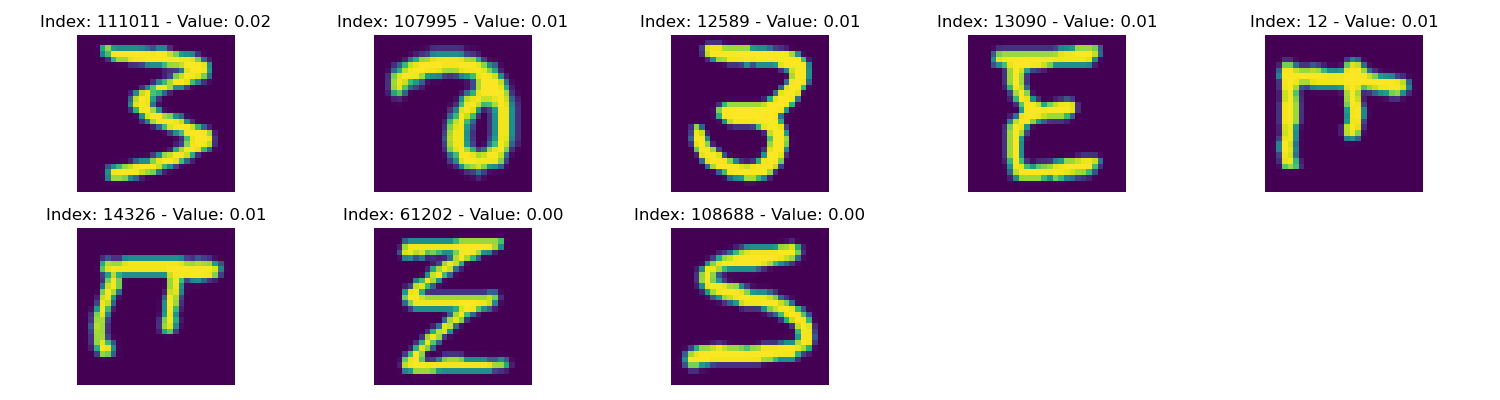 Index: 111011 - Value: 0.02 Index: 107995 - Value: 0.01 Index: 12589 - Value: 0.01 Index: 13090 - Value: 0.01 Index: 12 - Value: 0.01
Index: 14326 - Value: 0.01 Index: 61202 - Value: 0.00 Index: 108688 - Value: 0.00